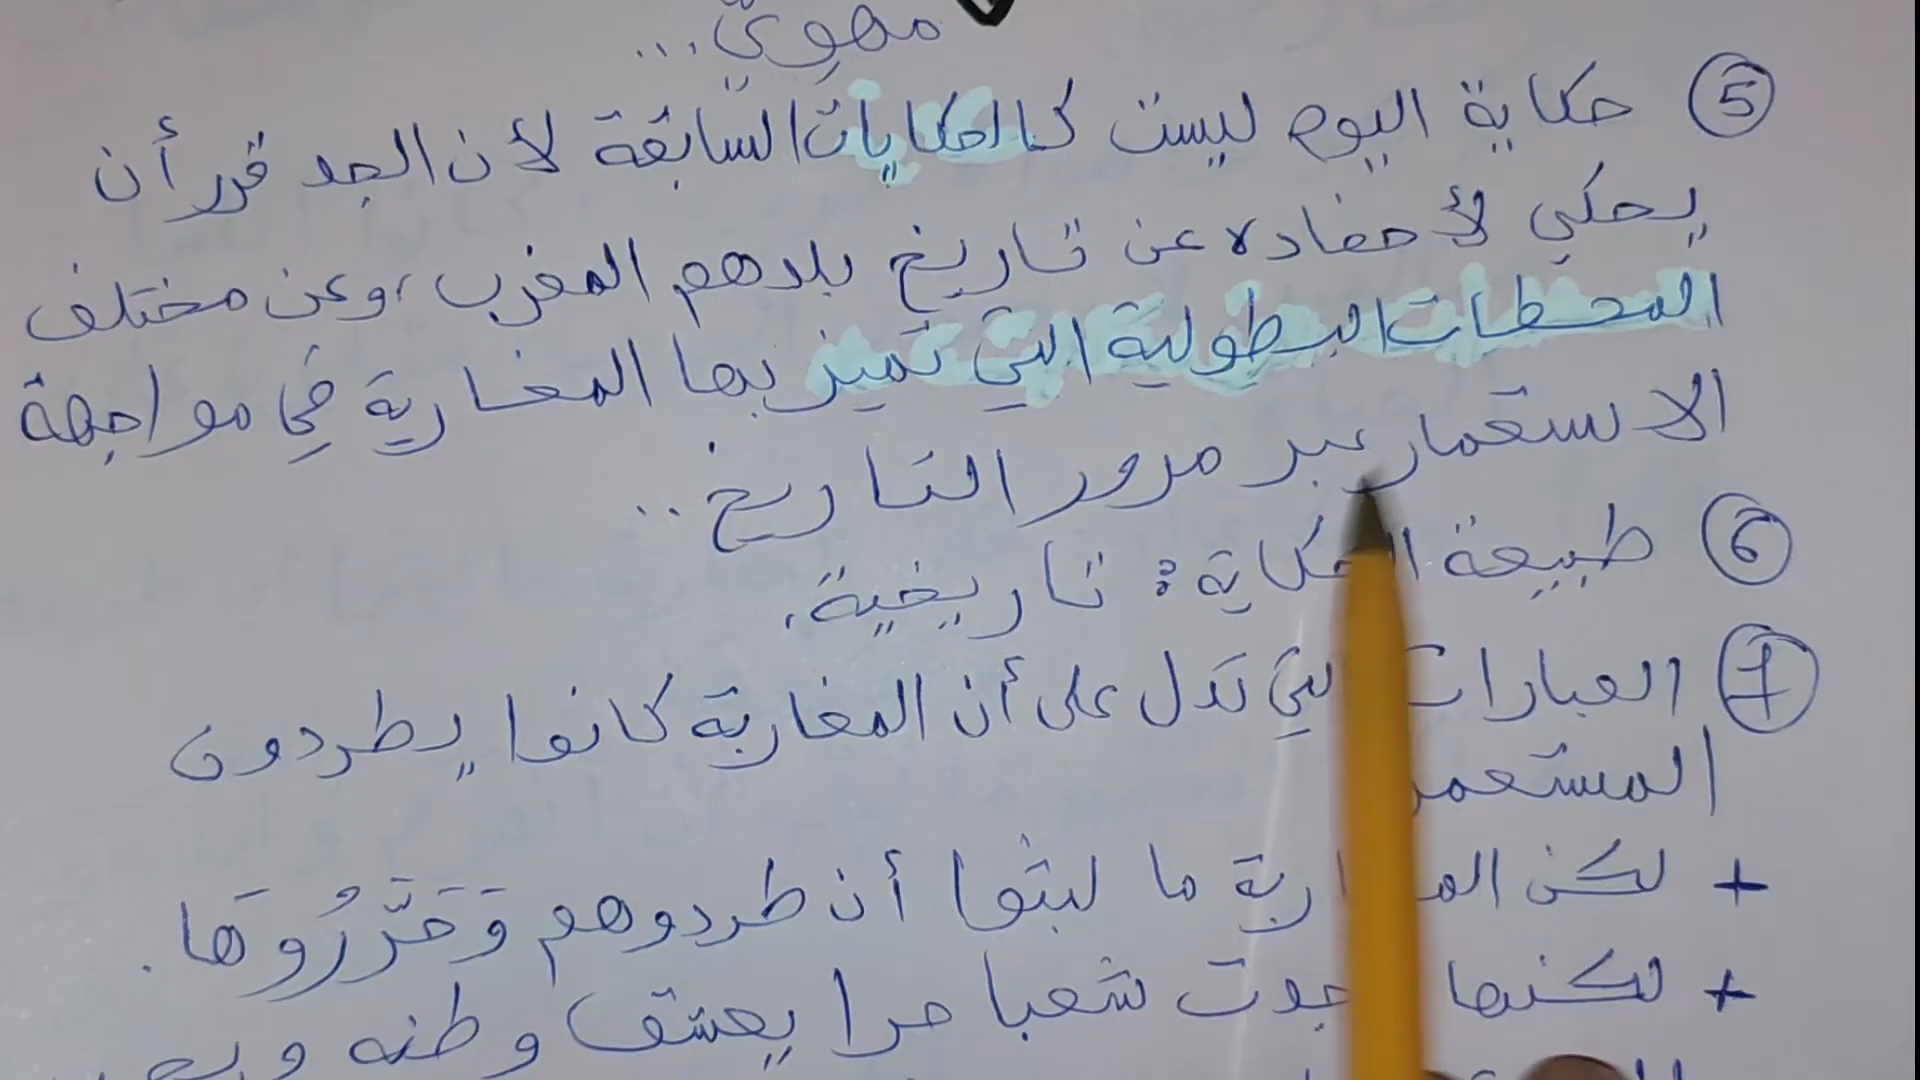 مهوي...
⑤ حكاية اليوم ليست كالحكايات السابقة لأن الجد قرر أن
يحكي لأحفاده عن تاريخ بلدهم المغرب، وعن مختلف
المحطات البطولية التي تميز بها المغاربة في مواجهة
الاستعمار عبر مرور التاريخ..
⑥ طبيعة الحكاية: تاريخية.
⑦ العبارات التي تدل على أن المغاربة كانوا يطردون
المستعمر
+ لكن المغاربة ما لبثوا أن طردوهم وَحَرَّرُوهَا.
+ لكنها وجدت شعبا حرا يعشق وطنه